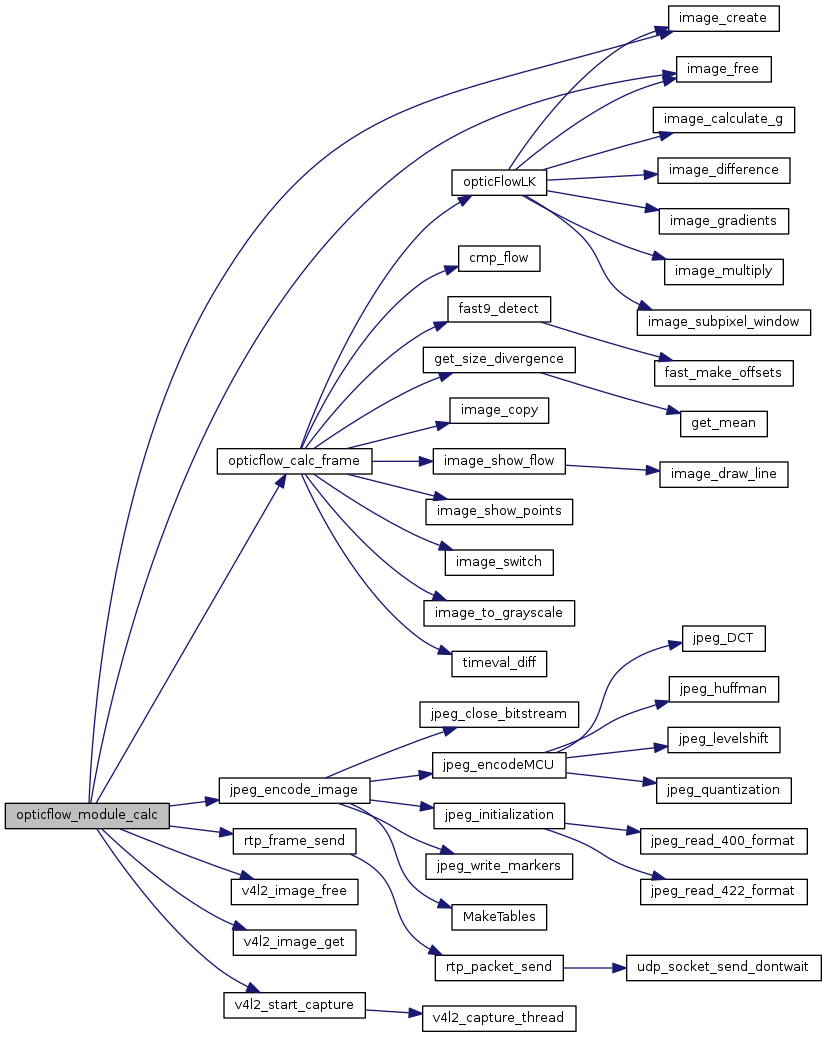 image_create
image_free
image_calculate_g
image_difference
opticFlowLK
image_gradients
cmp_flow
image_multiply
fast9_detect
image_subpixel_window
get_size_divergence
fast_make_offsets
image_copy
get_mean
opticflow_calc_frame
image_show_flow
image_draw_line
image_show_points
image_switch
image_to_grayscale
jpeg_DCT
timeval_diff
jpeg_huffman
jpeg_close_bitstream
jpeg_levelshift
jpeg_encodeMCU
jpeg_encode_image
jpeg_quantization
opticflow_module_calc
jpeg_initialization
rtp_frame_send
jpeg_read_400_format
jpeg_write_markers
v4l2_image_free
jpeg_read_422_format
MakeTables
v4l2_image_get
rtp_packet_send
udp_socket_send_dontwait
v4l2_start_capture
v4l2_capture_thread